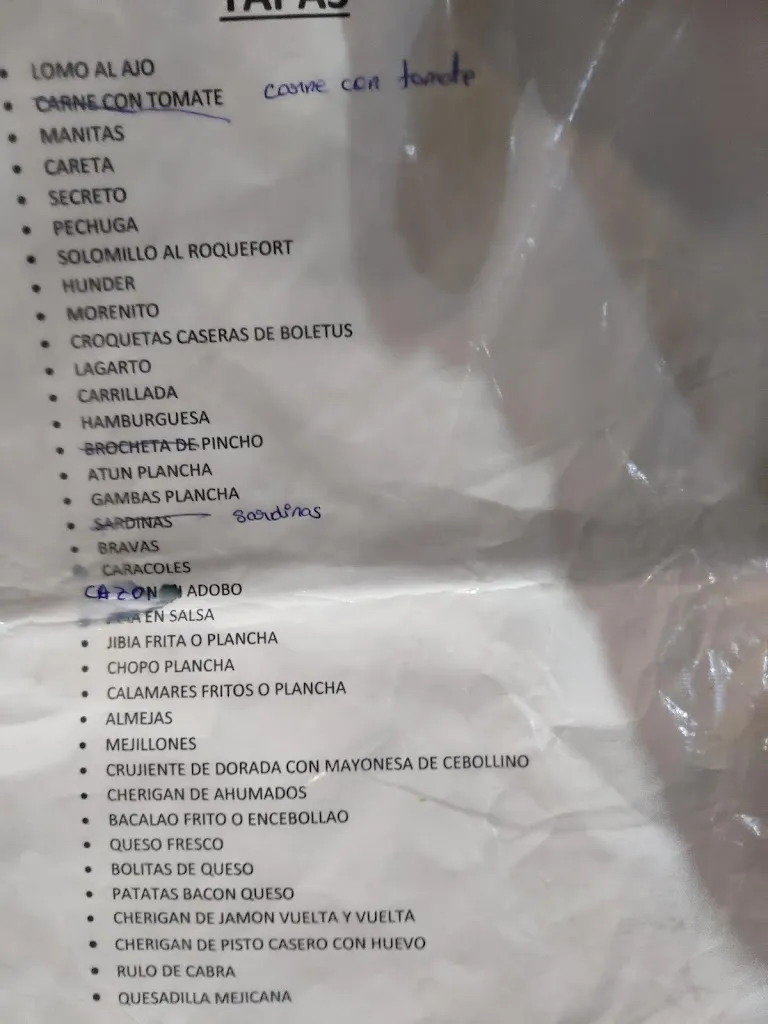 TAPAS
• LOMO AL AJO
• CARNE CON TOMATE carne con tomate
• MANITAS
• CARETA
• SECRETO
• PECHUGA
• SOLOMILLO AL ROQUEFORT
• HUNDER
• MORENITO
• CROQUETAS CASERAS DE BOLETUS
• LAGARTO
• CARRILLADA
• HAMBURGUESA
• BROCHETA DE PINCHO
• ATUN PLANCHA
• GAMBAS PLANCHA
• SARDINAS sardinas
• BRAVAS
• CARACOLES
CAZON ADOBO
EN SALSA
• JIBIA FRITA O PLANCHA
• CHOPO PLANCHA
• CALAMARES FRITOS O PLANCHA
• ALMEJAS
• MEJILLONES
• CRUJIENTE DE DORADA CON MAYONESA DE CEBOLLINO
• CHERIGAN DE AHUMADOS
• BACALAO FRITO O ENCEBOLLAO
• QUESO FRESCO
• BOLITAS DE QUESO
• PATATAS BACON QUESO
• CHERIGAN DE JAMON VUELTA Y VUELTA
• CHERIGAN DE PISTO CASERO CON HUEVO
• RULO DE CABRA
• QUESADILLA MEJICANA